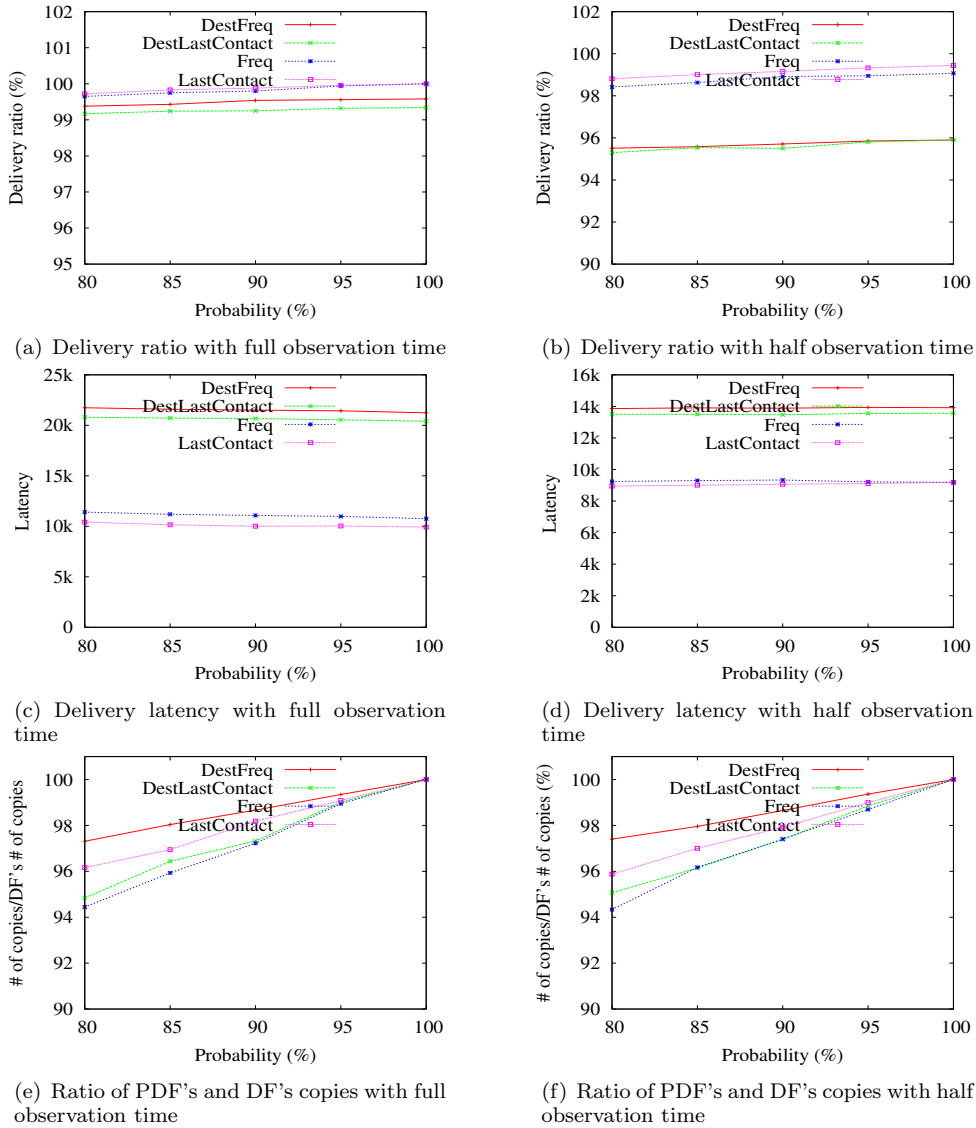 102
101
100
99
98
97
96
95
80
85
90
95
100
Delivery ratio (%)
Probability (%)
DestFreq
DestLastContact
Freq
LastContact
(a) Delivery ratio with full observation time
102
100
98
96
94
92
90
80
85
90
95
100
Delivery ratio (%)
Probability (%)
DestFreq
DestLastContact
Freq
LastContact
(b) Delivery ratio with half observation time
25k
20k
15k
10k
5k
0
80
85
90
95
100
Latency
Probability (%)
DestFreq
DestLastContact
Freq
LastContact
(c) Delivery latency with full observation
time
16k
14k
12k
10k
8k
6k
4k
2k
0
80
85
90
95
100
Latency
Probability (%)
DestFreq
DestLastContact
Freq
LastContact
(d) Delivery latency with half observation
time
100
98
96
94
92
90
80
85
90
95
100
# of copies/DF's # of copies
Probability (%)
DestFreq
DestLastContact
Freq
LastContact
(e) Ratio of PDF's and DF's copies with full
observation time
100
98
96
94
92
90
80
85
90
95
100
# of copies/DF's # of copies (%)
Probability (%)
DestFreq
DestLastContact
Freq
LastContact
(f) Ratio of PDF's and DF's copies with half
observation time